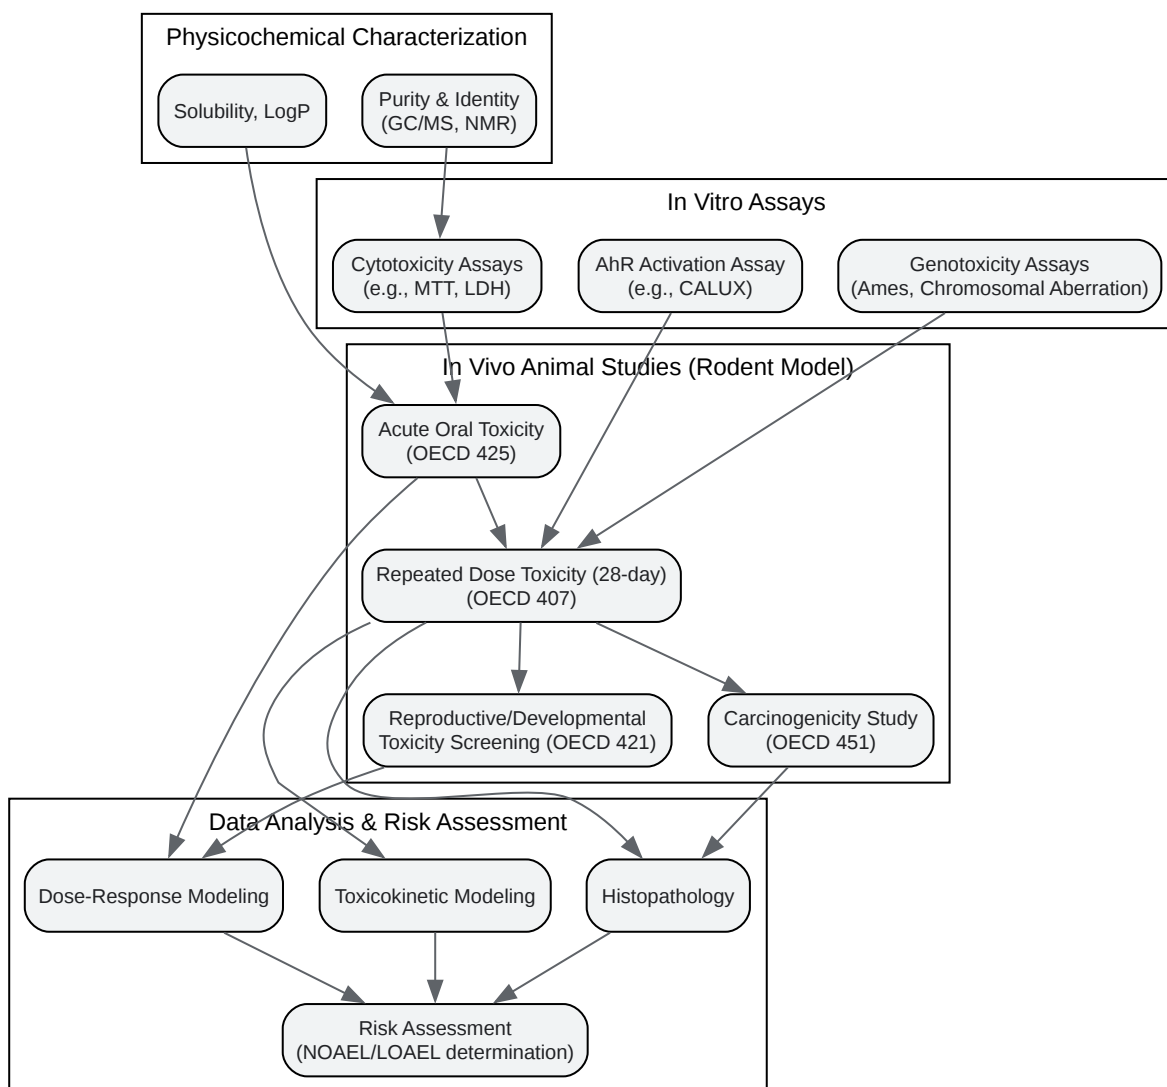 Physicochemical Characterization
Solubility, LogP
Purity & Identity
(GC/MS, NMR)
In Vitro Assays
Cytotoxicity Assays
(e.g., MTT, LDH)
AhR Activation Assay
(e.g., CALUX)
Genotoxicity Assays
(Ames, Chromosomal Aberration)
In Vivo Animal Studies (Rodent Model)
Acute Oral Toxicity
(OECD 425)
Repeated Dose Toxicity (28-day)
(OECD 407)
Reproductive/Developmental
Toxicity Screening (OECD 421)
Carcinogenicity Study
(OECD 451)
Data Analysis & Risk Assessment
Dose-Response Modeling
Toxicokinetic Modeling
Histopathology
Risk Assessment
(NOAEL/LOAEL determination)